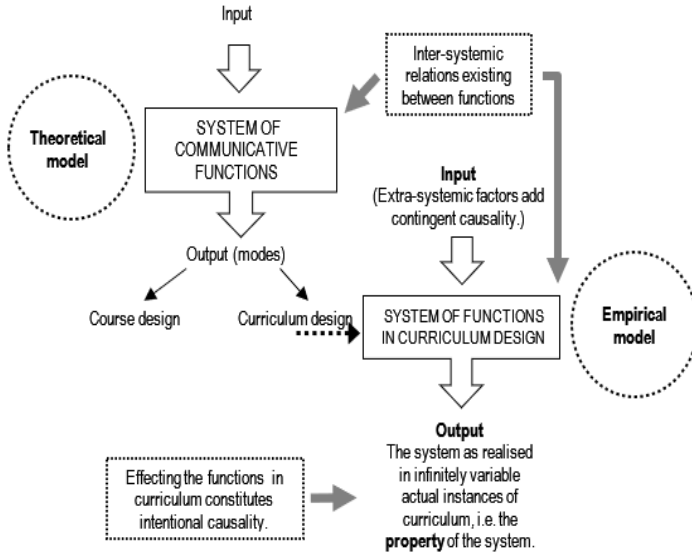 Input
Inter-systemic
relations existing
between functions
Theoretical
model
SYSTEM OF
COMMUNICATIVE
FUNCTIONS
Input
(Extra-systemic factors add
contingent causality.)
Output (modes)
Course design
Curriculum design
SYSTEM OF FUNCTIONS
IN CURRICULUM DESIGN
Empirical
model
Output
The system as realised
in infinitely variable
actual instances of
curriculum, i.e. the
property of the system.
Effecting the functions in
curriculum constitutes
intentional causality.